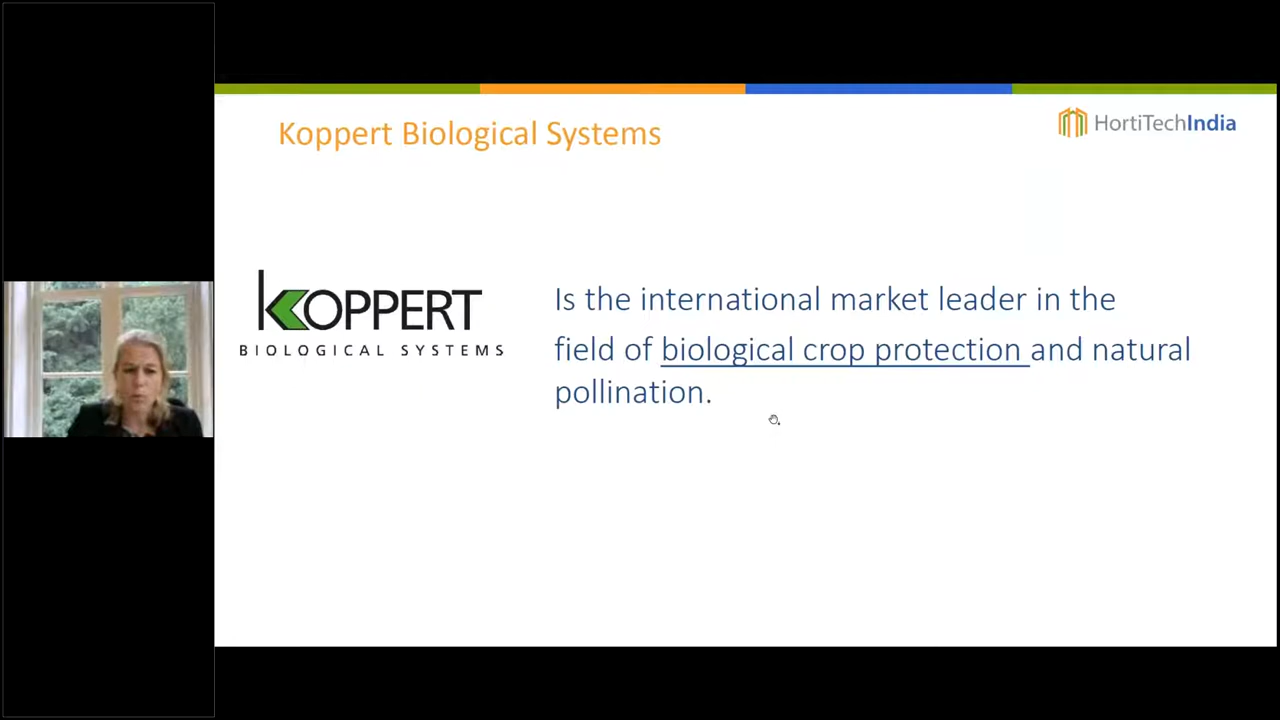 Koppert Biological Systems
HortiTechIndia
KOPPERT
BIOLOGICAL SYSTEMS
Is the international market leader in the
field of biological crop protection and natural
pollination.